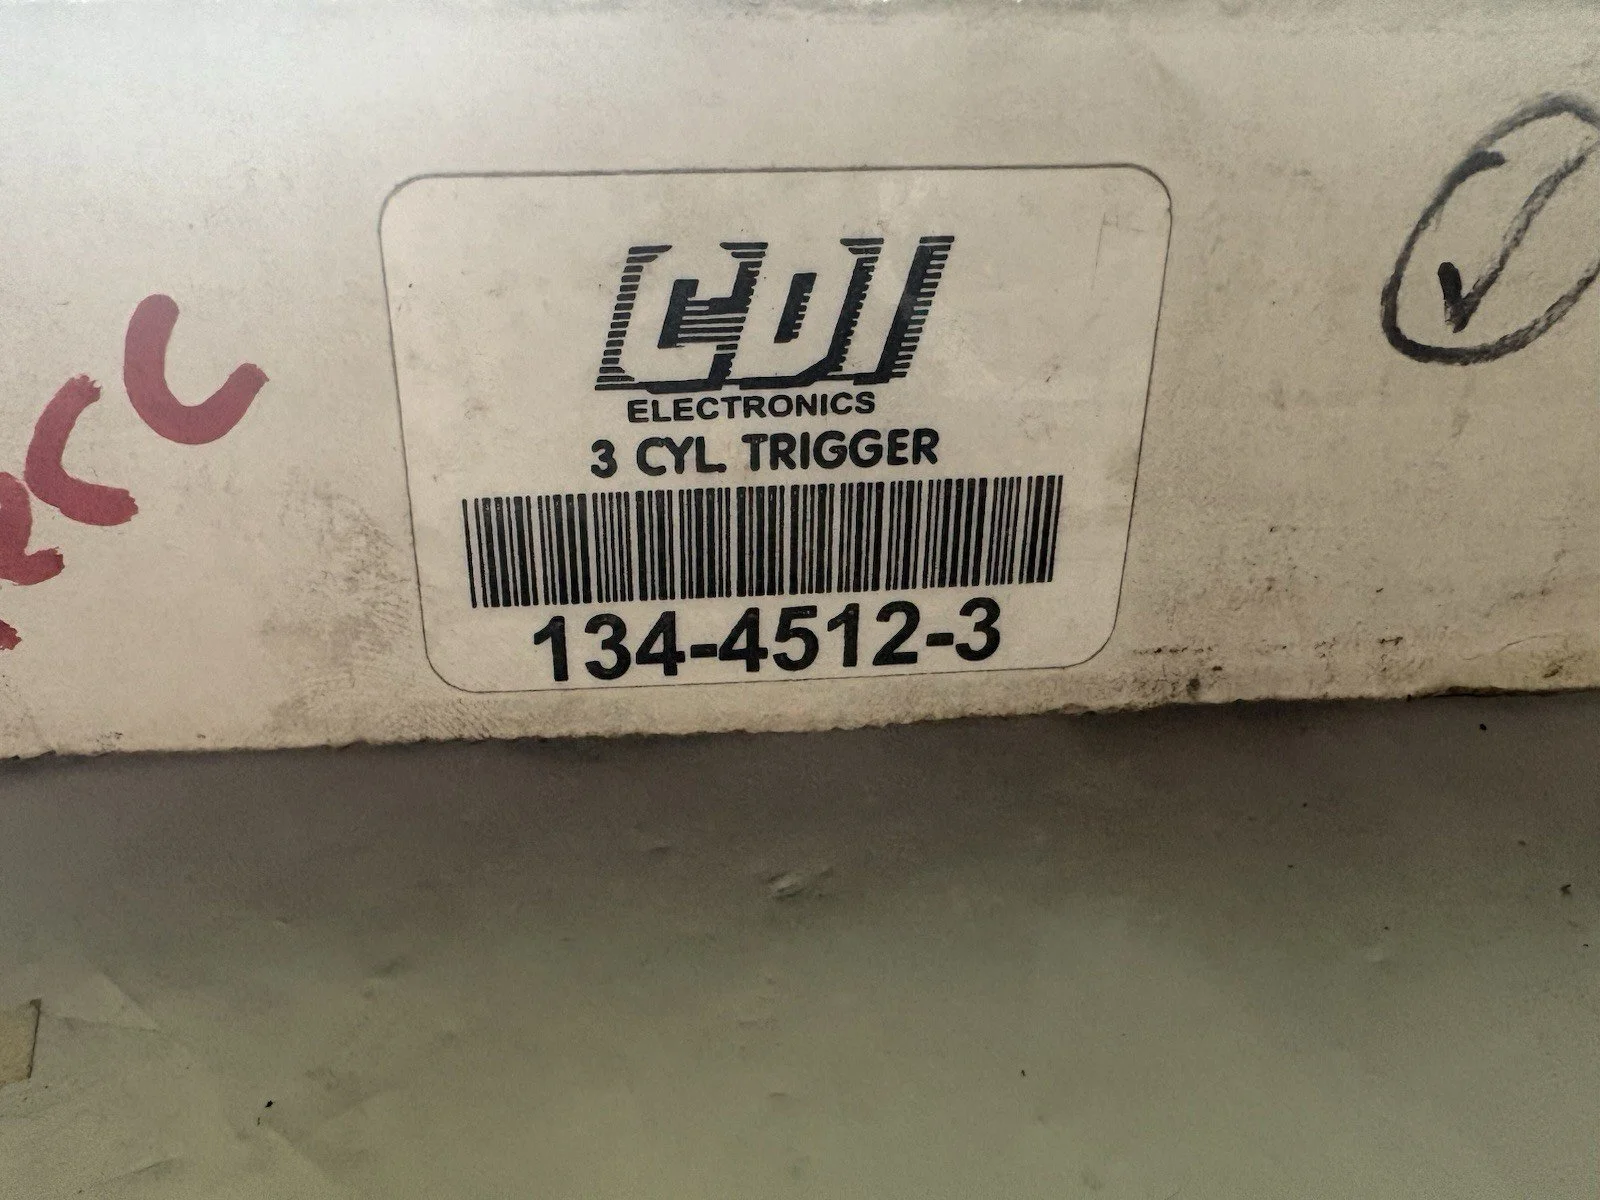 CDI
ELECTRONICS
3 CYL. TRIGGER
134-4512-3